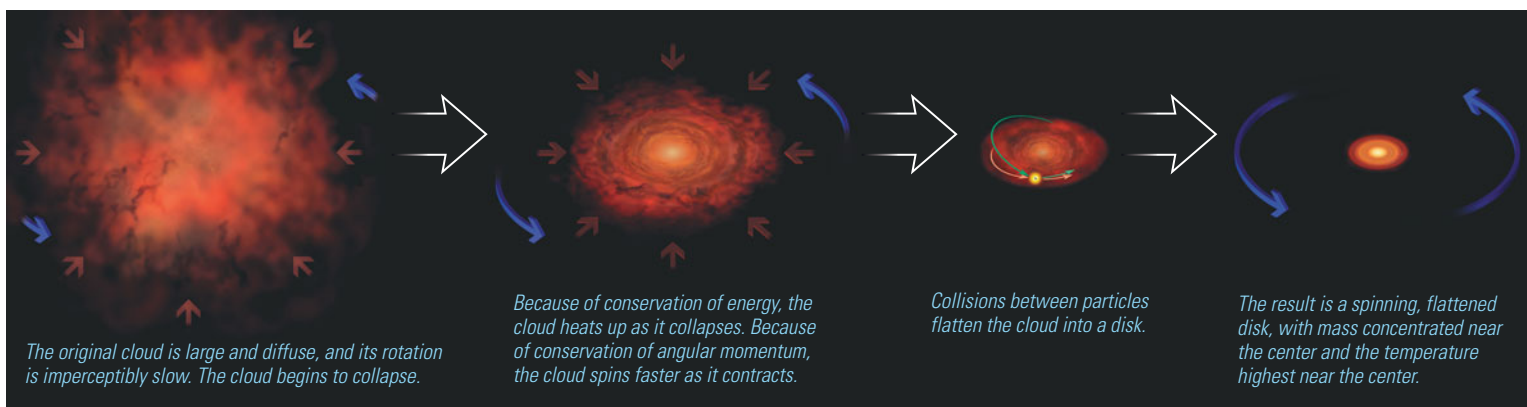 The original cloud is large and diffuse, and its rotation
is imperceptibly slow. The cloud begins to collapse.
Because of conservation of energy, the
cloud heats up as it collapses. Because
of conservation of angular momentum,
the cloud spins faster as it contracts.
Collisions between particles
flatten the cloud into a disk.
The result is a spinning, flattened
disk, with mass concentrated near
the center and the temperature
highest near the center.